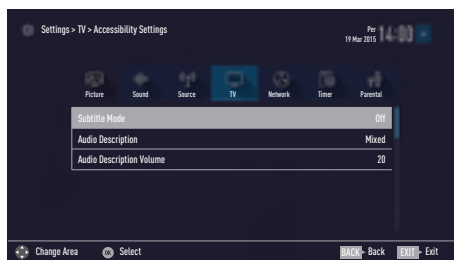 Settings > TV > Accessibility Settings
Per
19 Mar 2015 14:00
Picture Sound Source TV Network Timer Parental
Subtitle Mode Off
Audio Description Mixed
Audio Description Volume 20
Change Area OK Select BACK Back EXIT Exit